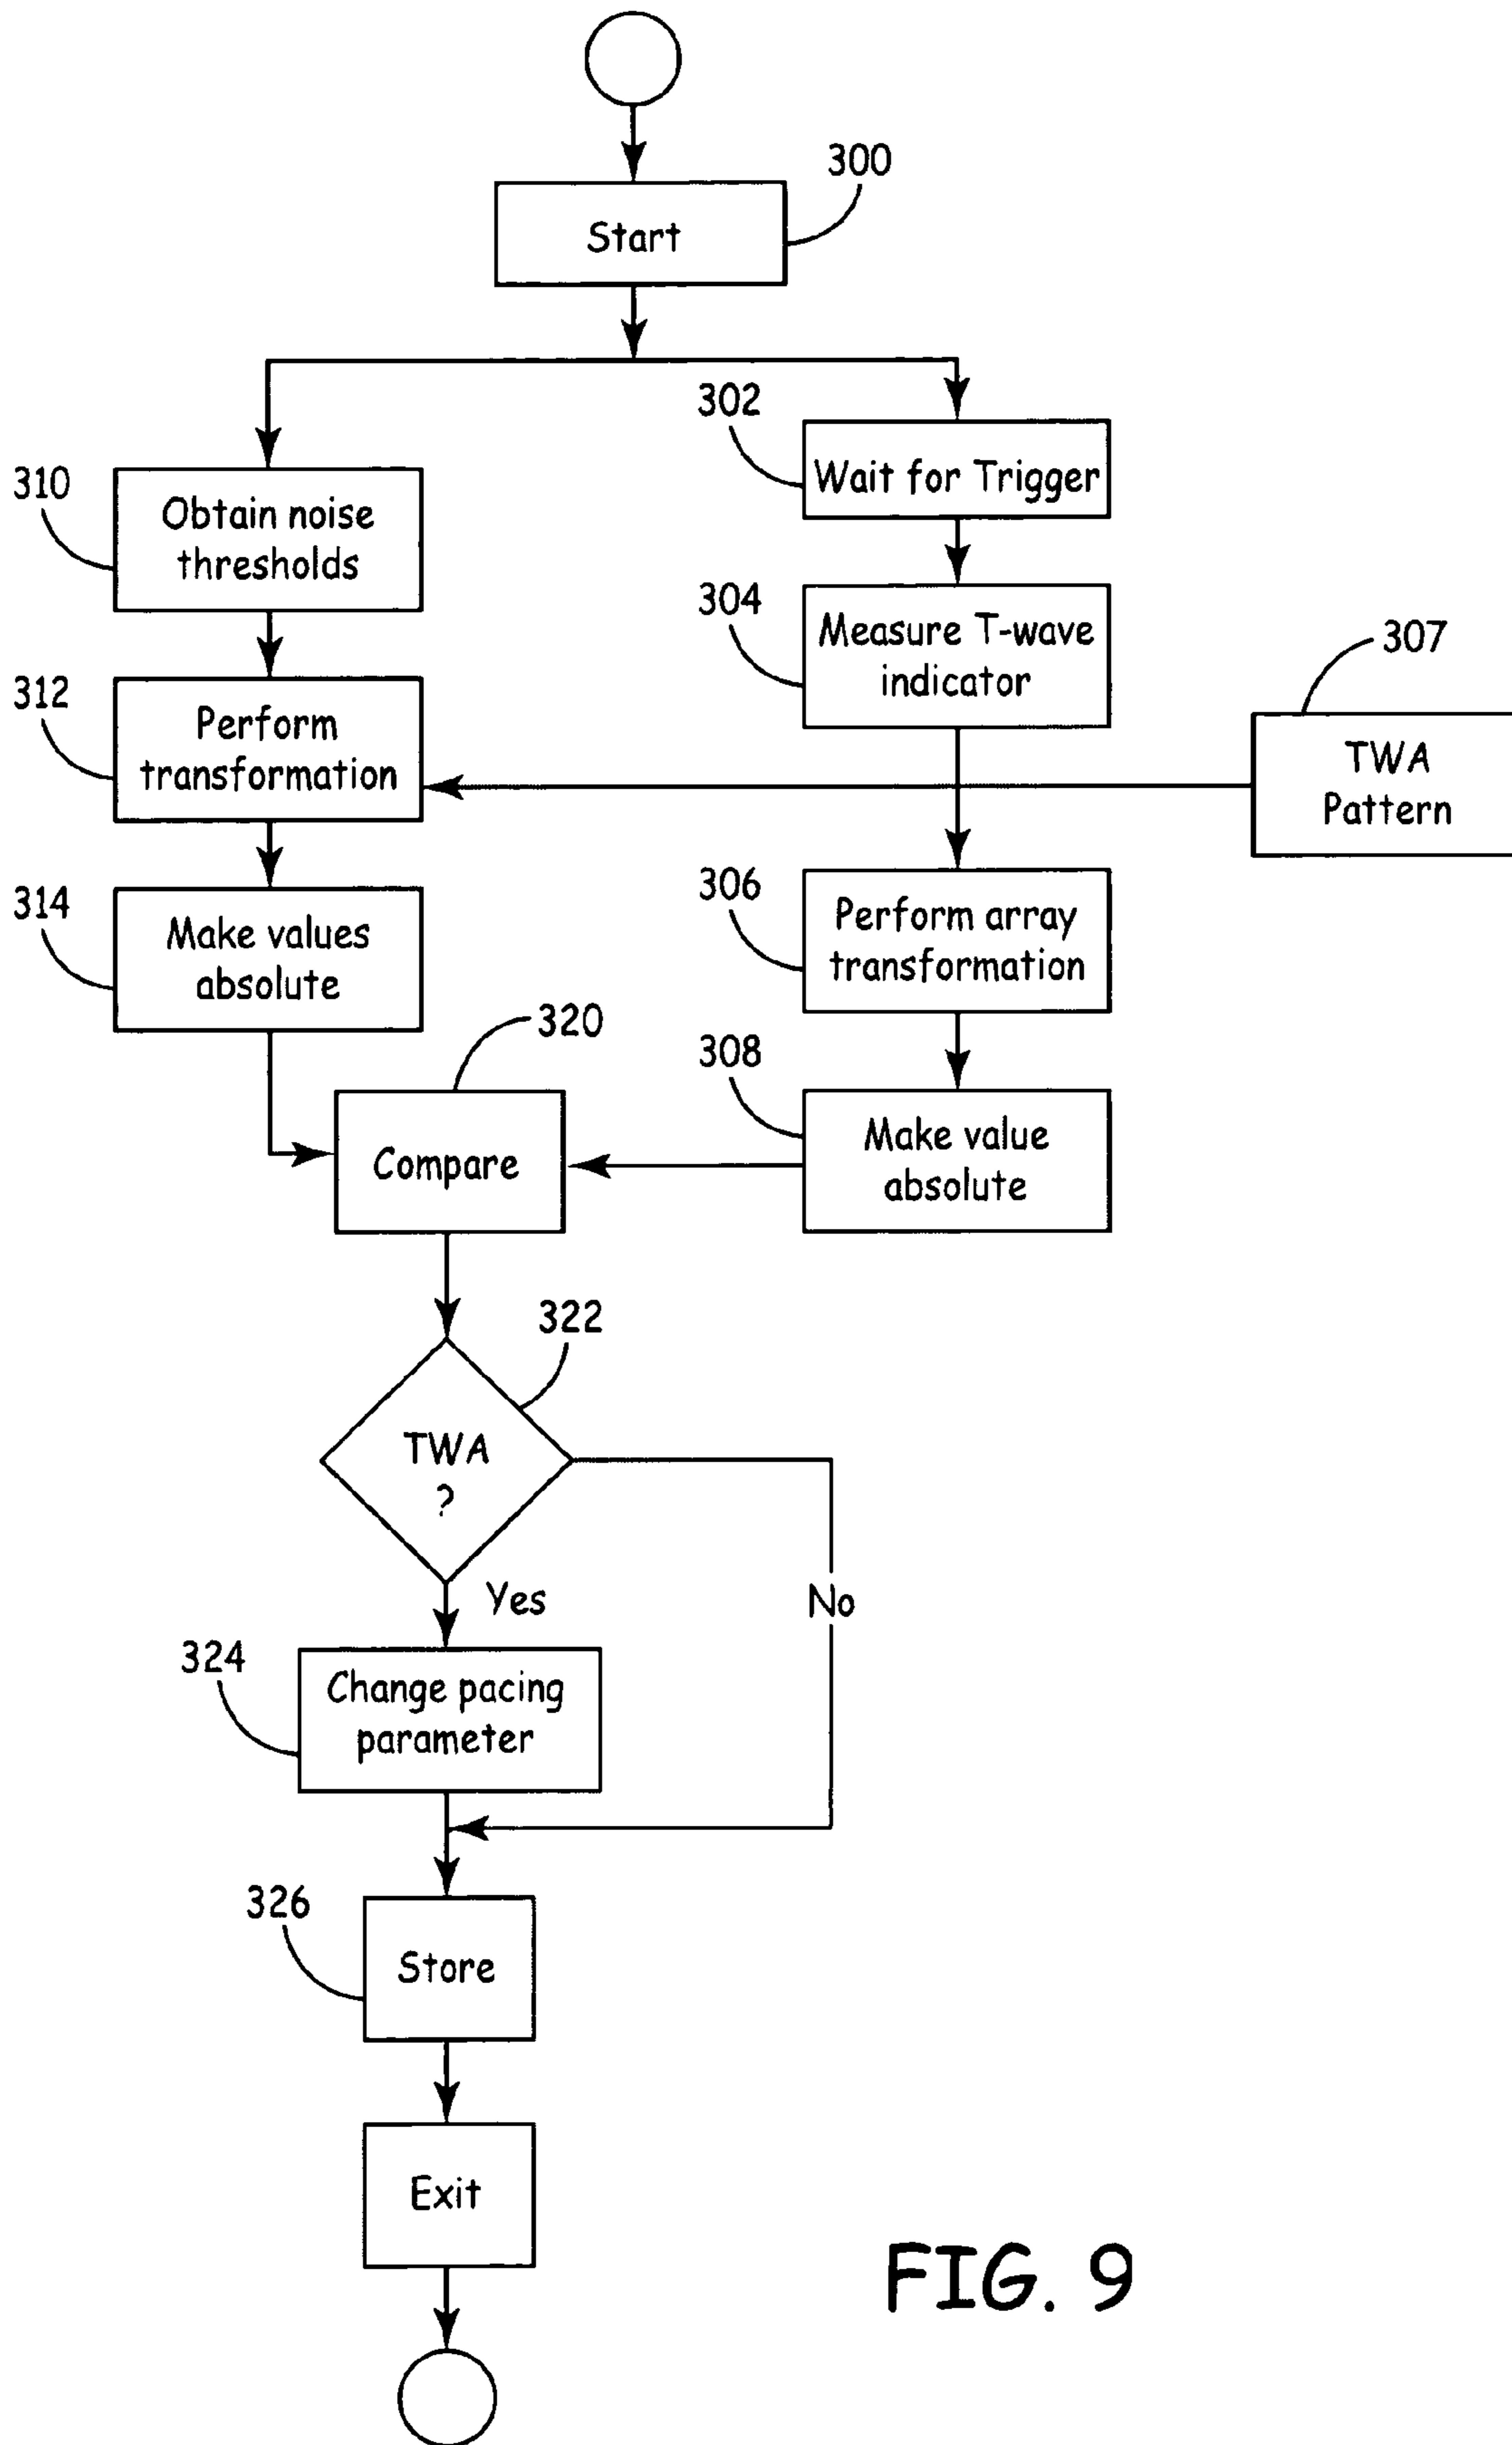 300
Start
302
Wait for Trigger
310
Obtain noise
thresholds
304
Measure T-wave
indicator
307
TWA
Pattern
312
Perform
transformation
314
Make values
absolute
306
Perform array
transformation
320
Compare
308
Make value
absolute
322
TWA
?
Yes
No
324
Change pacing
parameter
326
Store
Exit
FIG. 9